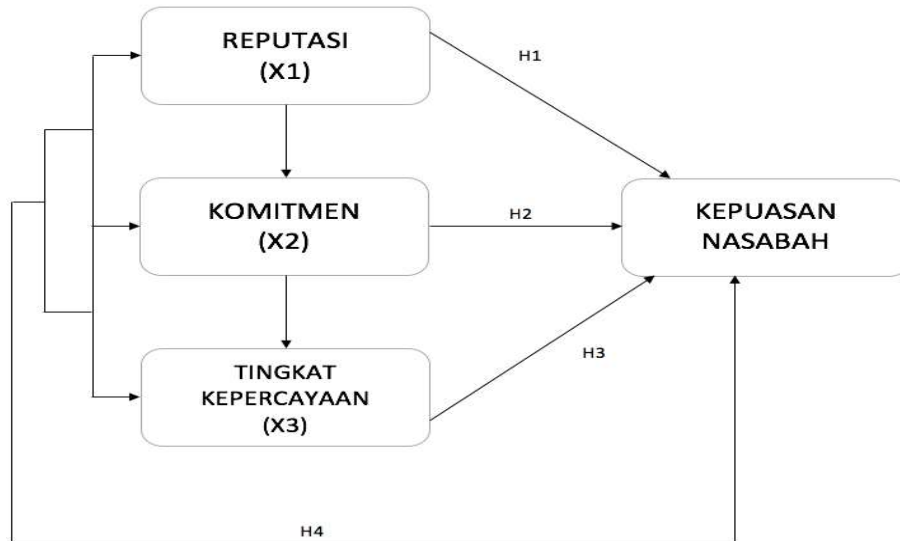 REPUTASI
(X1)
H1
KOMITMEN
(X2)
H2
KEPUASAN
NASABAH
TINGKAT
KEPERCAYAAN
(X3)
H3
H4